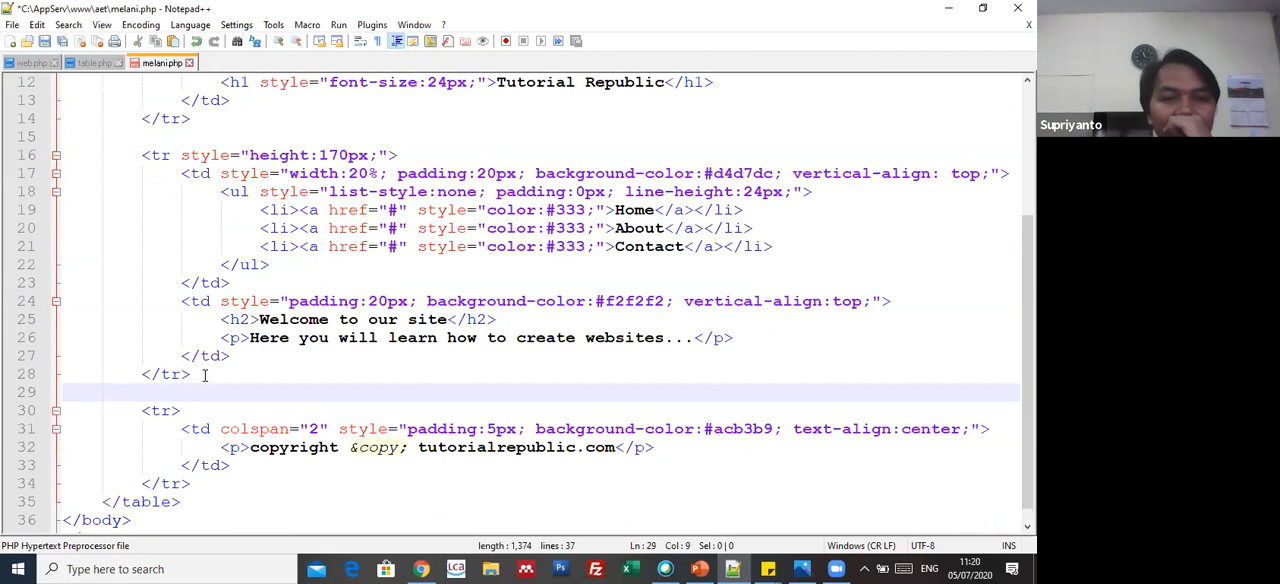 *C:\AppServ\www\aet\melani.php - Notepad++
File Edit Search View Encoding Language Settings Tools Macro Run Plugins Window ? X
web.php table.php melani.php
12 <h1 style="font-size:24px;">Tutorial Republic</h1>
13 </td>
14 </tr>
15
16 <tr style="height:170px;">
17 <td style="width:20%; padding:20px; background-color:#d4d7dc; vertical-align: top;">
18 <ul style="list-style:none; padding:0px; line-height:24px;">
19 <li><a href="#" style="color:#333;">Home</a></li>
20 <li><a href="#" style="color:#333;">About</a></li>
21 <li><a href="#" style="color:#333;">Contact</a></li>
22 </ul>
23 </td>
24 <td style="padding:20px; background-color:#f2f2f2; vertical-align:top;">
25 <h2>Welcome to our site</h2>
26 <p>Here you will learn how to create websites...</p>
27 </td>
28 </tr>
29
30 <tr>
31 <td colspan="2" style="padding:5px; background-color:#acb3b9; text-align:center;">
32 <p>copyright &copy; tutorialrepublic.com</p>
33 </td>
34 </tr>
35 </table>
36 </body>
PHP Hypertext Preprocessor file length : 1,374 lines : 37 Ln : 29 Col : 9 Sel : 0 | 0 Windows (CR LF) UTF-8 INS
Type here to search LCA Ps ENG 11:20
05/07/2020
Supriyanto